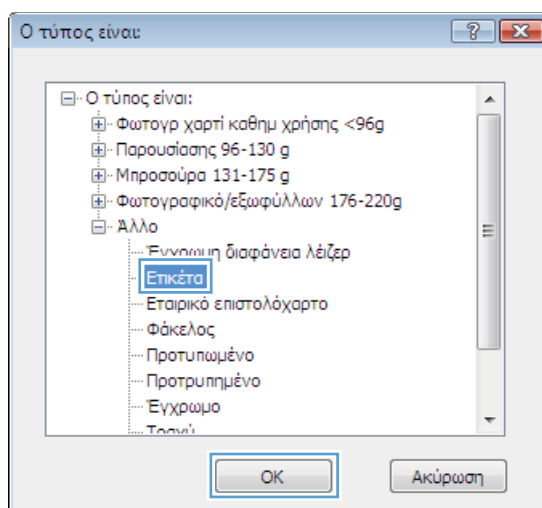 Ο τύπος είναι:
Ο τύπος είναι:
Φωτογρ χαρτί καθημ χρήσης <96g
Παρουσίασης 96-130 g
Μπροσούρα 131-175 g
Φωτογραφικό/εξωφύλλων 176-220g
Άλλο
Έγχρωμη διαφάνεια λέιζερ
Ετικέτα
Εταιρικό επιστολόχαρτο
Φάκελος
Προτυπωμένο
Προτρυπημένο
Έγχρωμο
Τραχύ
OK Ακύρωση